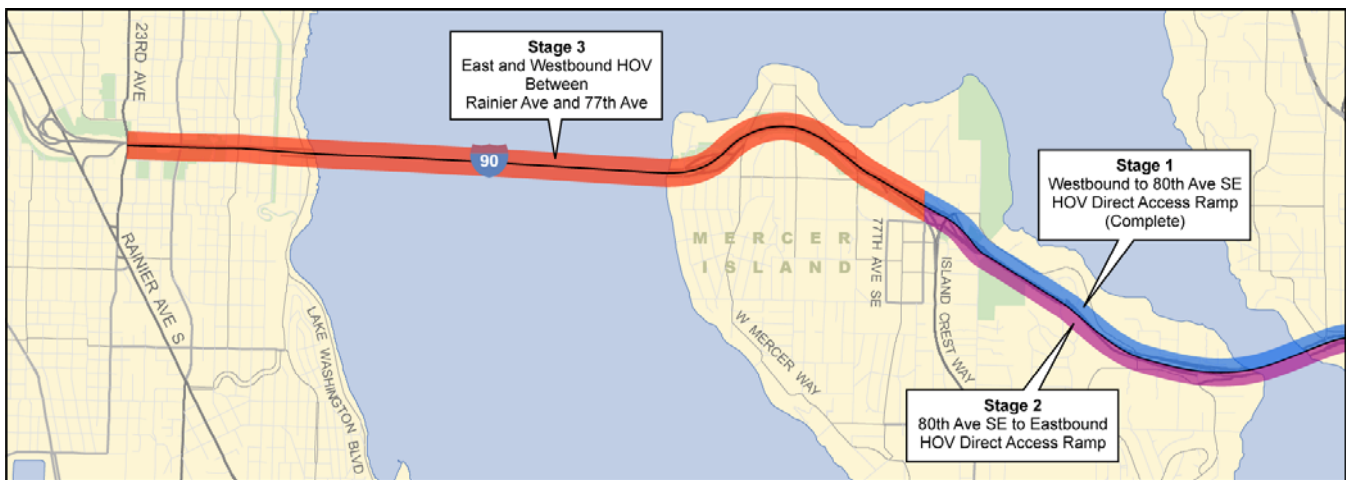 23RD AVE
Stage 3
East and Westbound HOV
Between
Rainier Ave and 77th Ave
90
Stage 1
Westbound to 80th Ave SE
HOV Direct Access Ramp
(Complete)
MERCER
ISLAND
77TH AVE SE
ISLAND CREST WAY
RAINIER AVE S
LAKE WASHINGTON BLVD
W MERCER WAY
Stage 2
80th Ave SE to Eastbound
HOV Direct Access Ramp